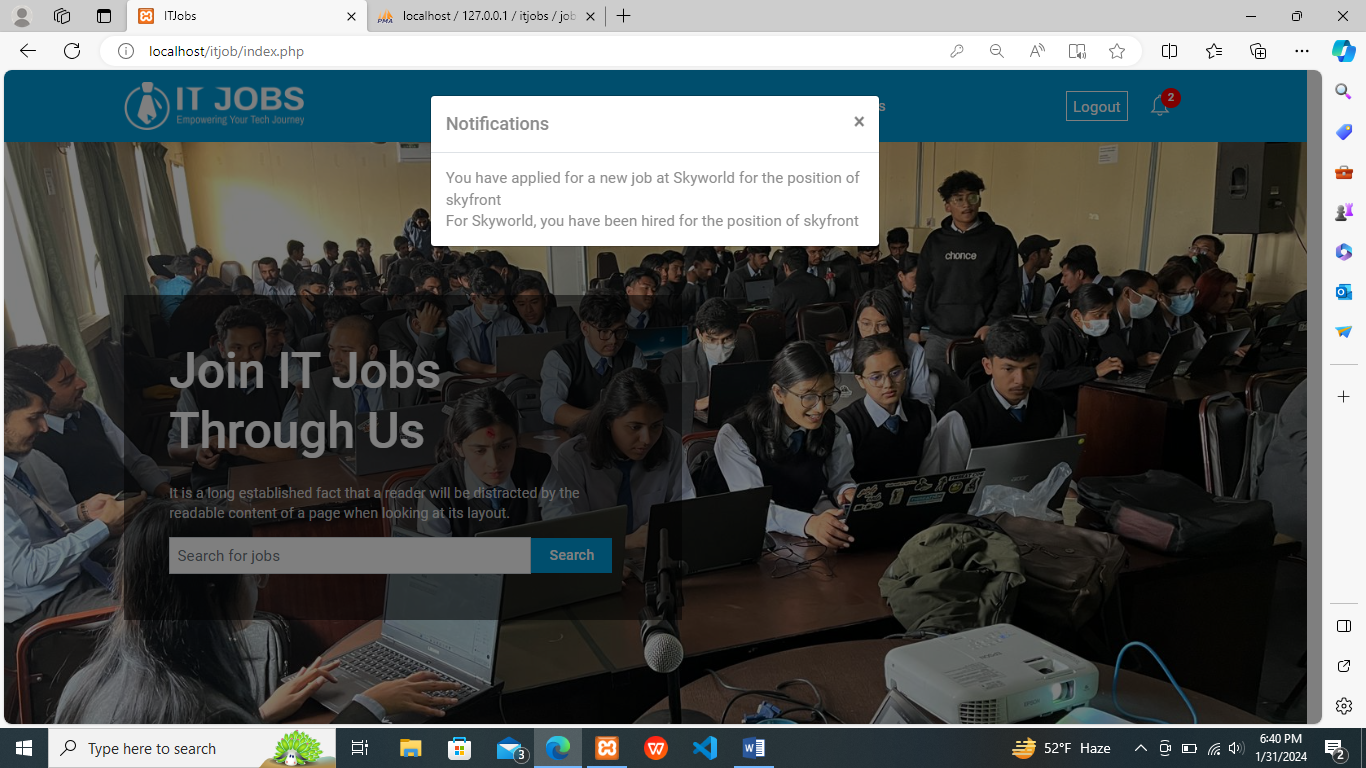 ITJobs
localhost / 127.0.0.1 / itjobs / job
localhost/itjob/index.php
IT JOBS
Empowering Your Tech Journey
Logout
2
Notifications
×
You have applied for a new job at Skyworld for the position of
skyfront
For Skyworld, you have been hired for the position of skyfront
chance
Join IT Jobs
Through Us
It is a long established fact that a reader will be distracted by the
readable content of a page when looking at its layout.
Search for jobs
Search
acer
EPSON
Type here to search
3
52°F Haze
6:40 PM
1/31/2024
2